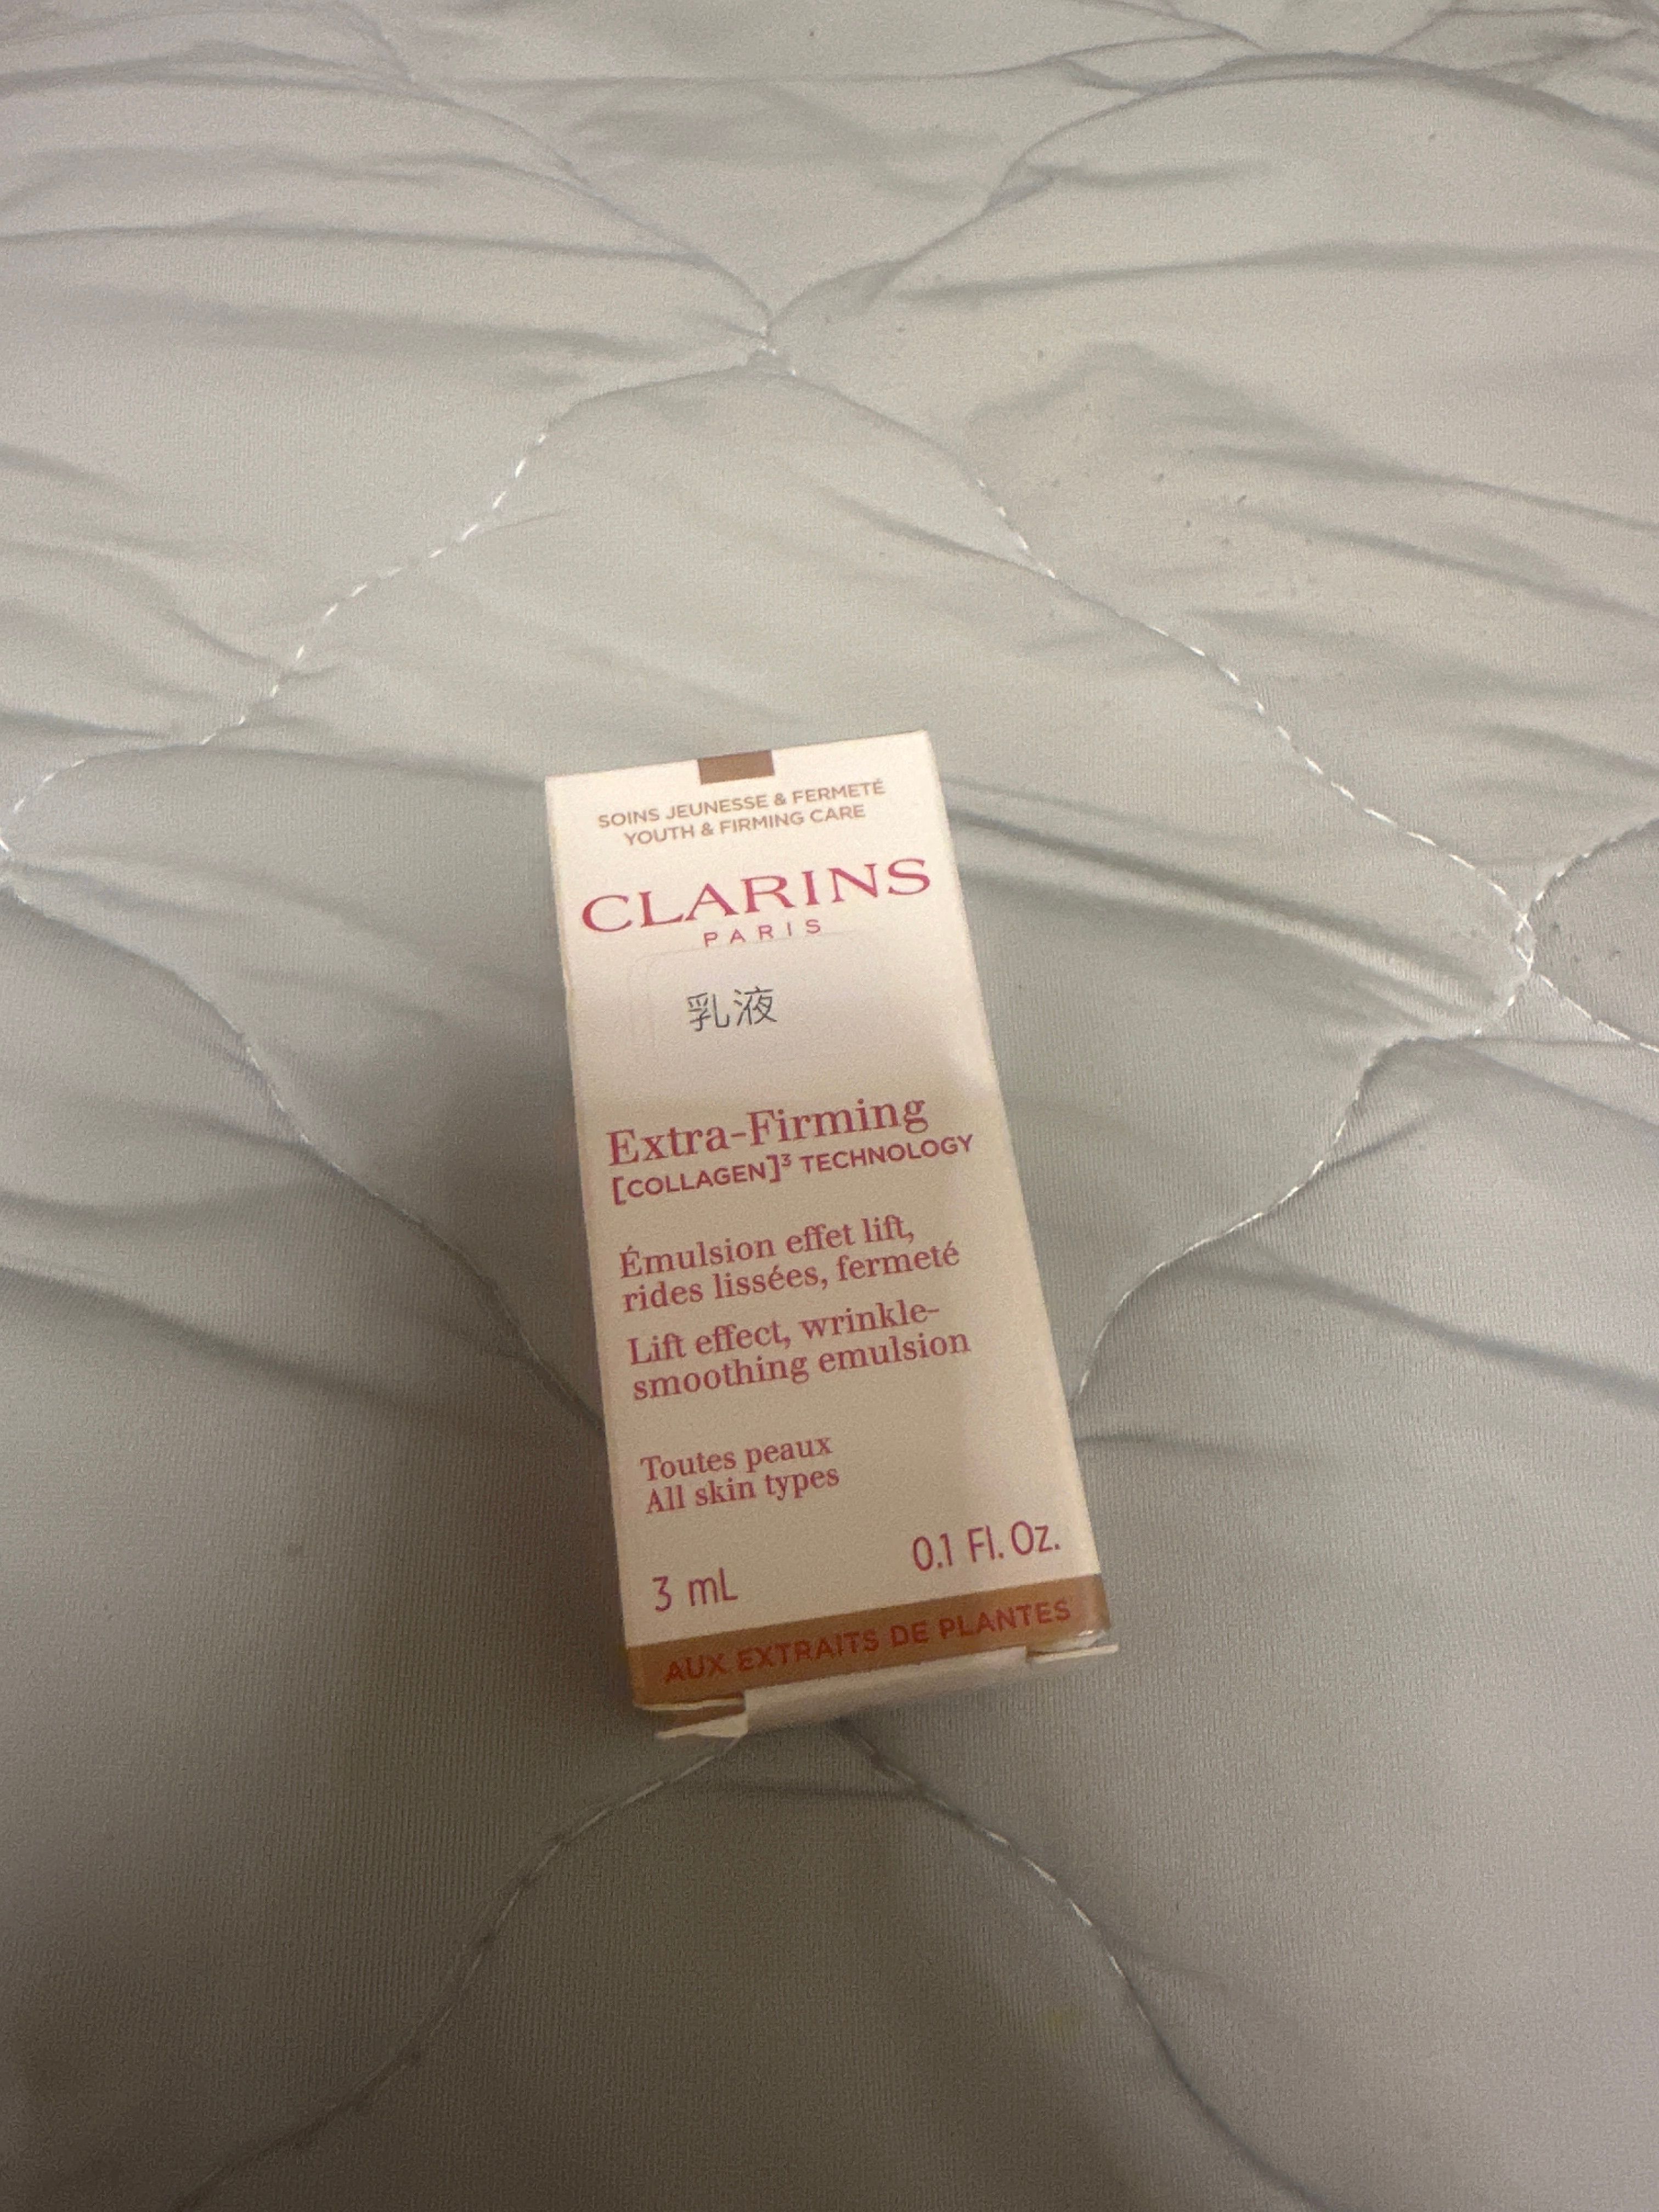 SOINS JEUNESSE & FERMETÉ
YOUTH & FIRMING CARE
CLARINS
PARIS
乳液
Extra-Firming
[COLLAGEN]³ TECHNOLOGY
Émulsion effet lift,
rides lissées, fermeté
Lift effect, wrinkle-
smoothing emulsion
Toutes peaux
All skin types
3 mL 0.1 Fl. Oz.
AUX EXTRAITS DE PLANTES